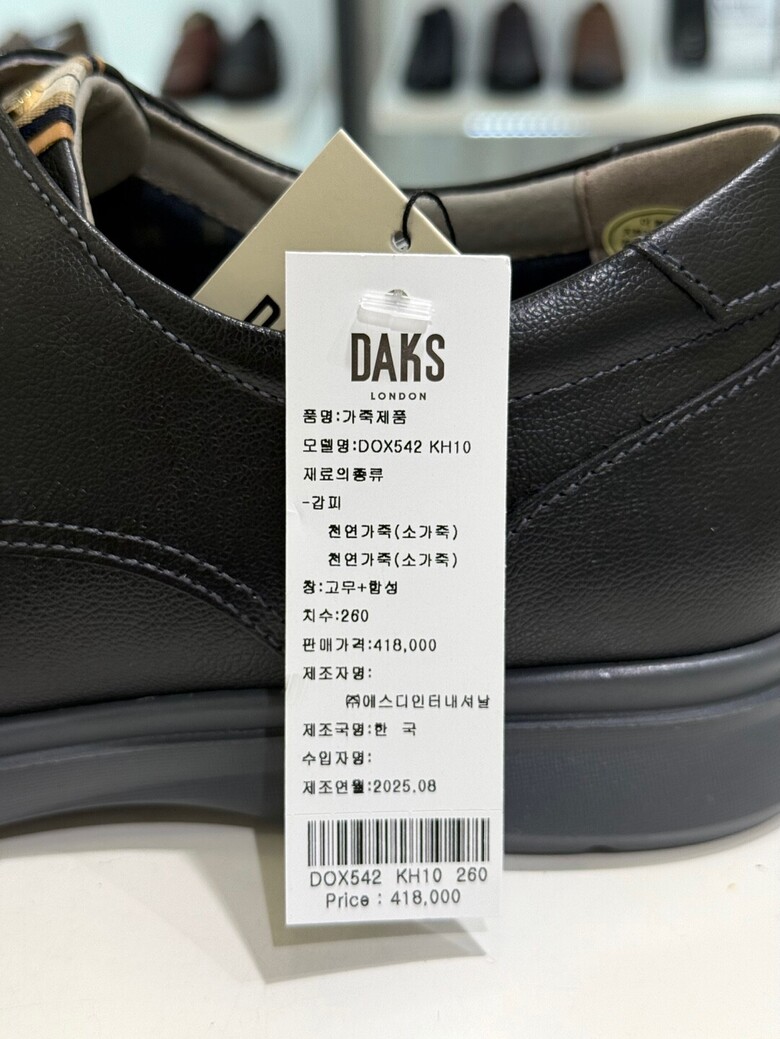 DAKS
LONDON
품명:가죽제품
모델명:DOX542 KH10
재료의종류
-갑피
천연가죽(소가죽)
천연가죽(소가죽)
창:고무+합성
치수:260
판매가격:418,000
제조자명:
㈜에스디인터내셔날
제조국명:한 국
수입자명:
제조연월:2025.08
DOX542 KH10 260
Price : 418,000